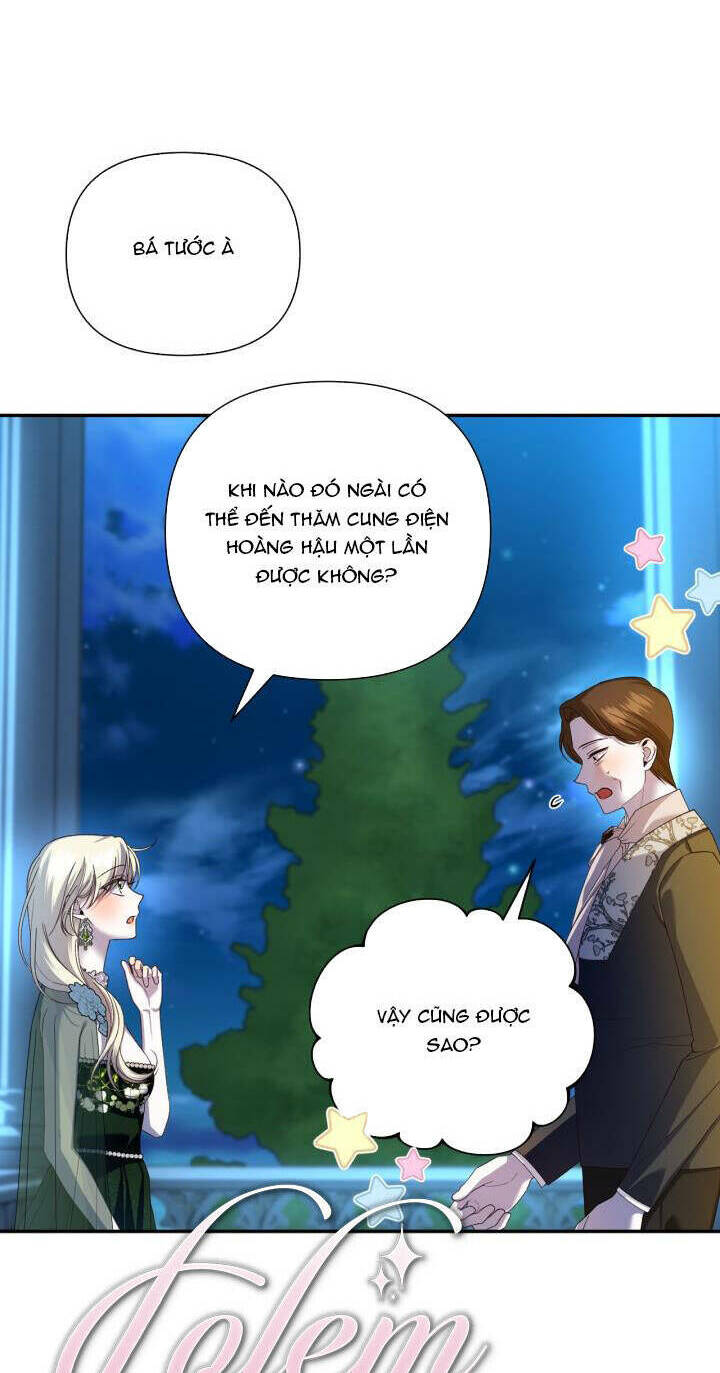 BÁ TƯỚC À
KHI NÀO ĐÓ NGÀI CÓ
THỂ ĐẾN THĂM CUNG ĐIỆN
HOÀNG HẬU MỘT LẦN
ĐƯỢC KHÔNG?
VẬY CŨNG ĐƯỢC
SAO?